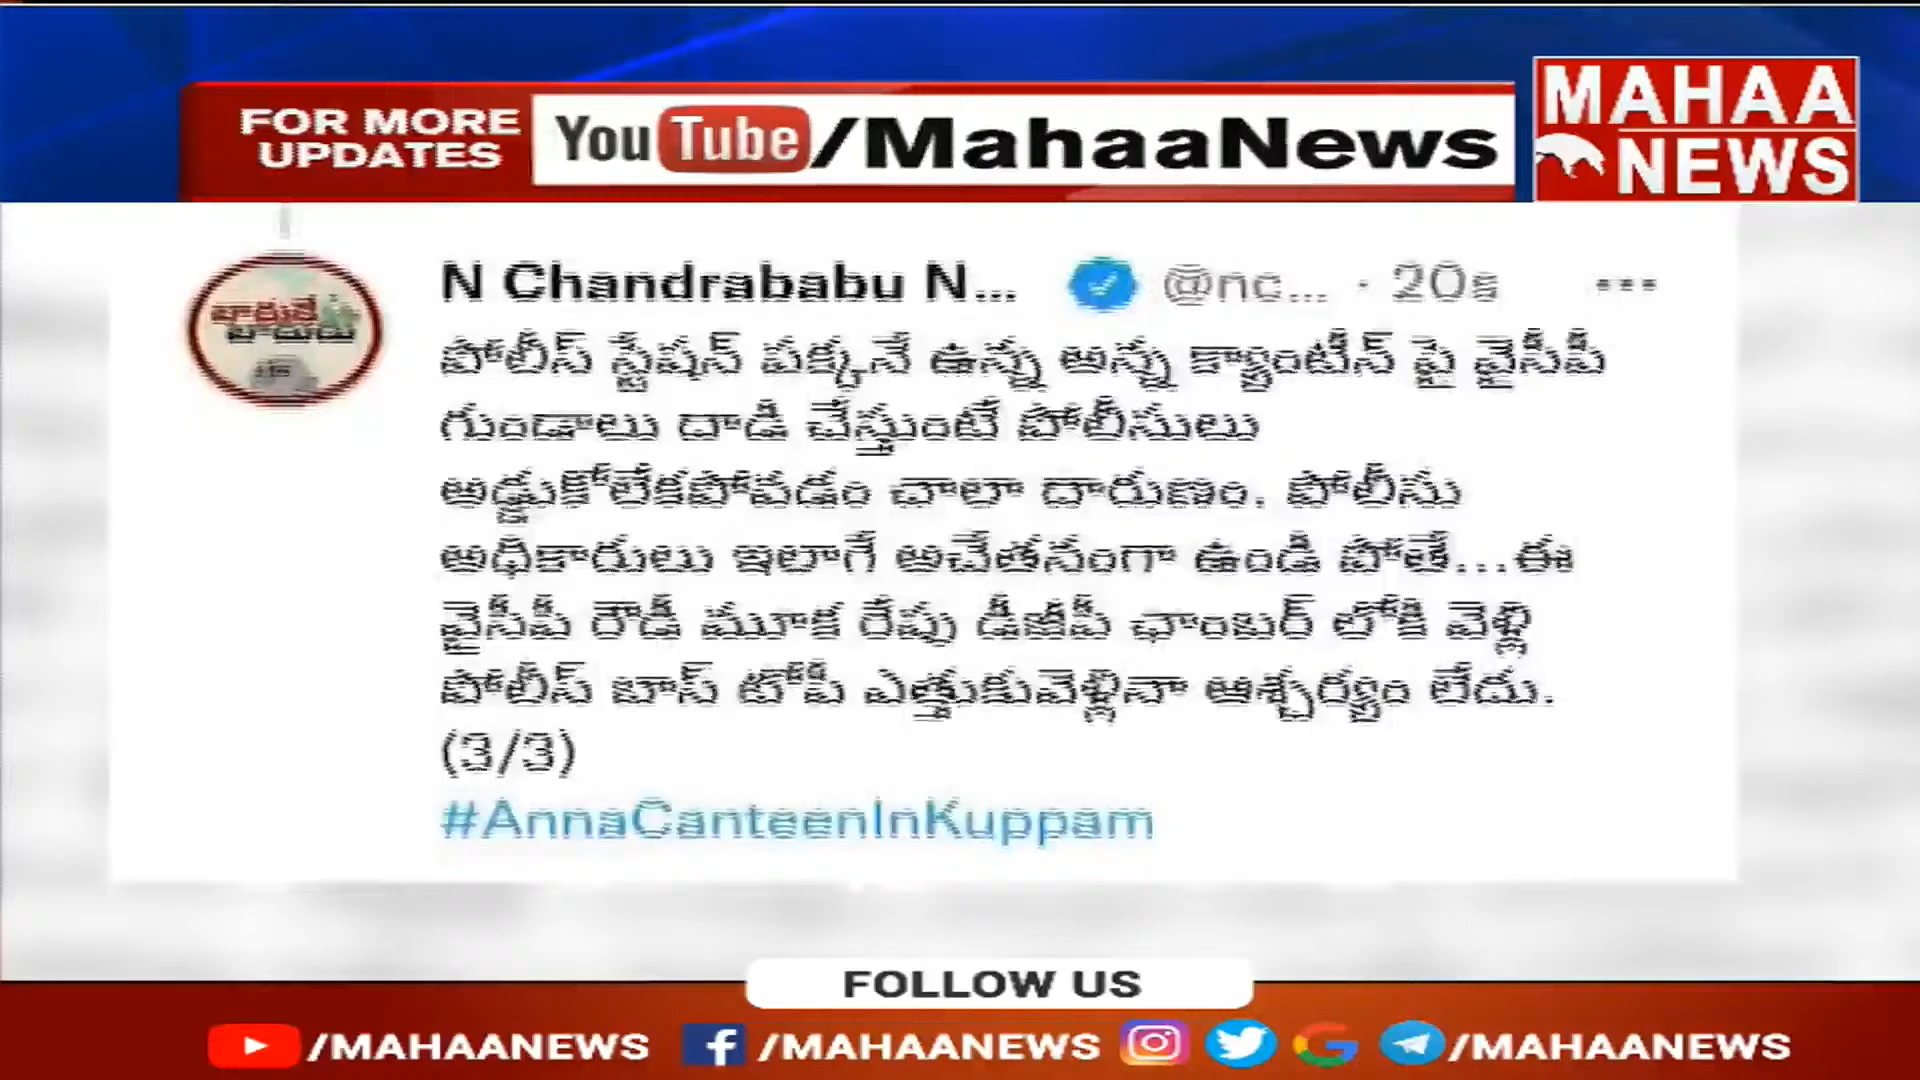 FOR MORE
UPDATES
YouTube/MahaaNews
MAHAA
NEWS
N Chandrababu N... @nc... · 20s ...
పోలీస్ స్టేషన్ పక్కనే ఉన్న అన్న క్యాంటీన్ పై వైసీపీ
గుండాలు దాడి చేస్తుంటే పోలీసులు
అడ్డుకోలేకపోవడం చాలా దారుణం. పోలీసు
అధికారులు ఇలాగే అచేతనంగా ఉండి పోతే...ఈ
వైసీపీ రౌడీ మూక రేపు డీజీపీ ఛాంబర్ లోకి వెళ్లి
పోలీస్ బాస్ టోపీ ఎత్తుకువెళ్లినా ఆశ్చర్యం లేదు.
(3/3)
#AnnaCanteenInKuppam
FOLLOW US
/MAHAANEWS /MAHAANEWS /MAHAANEWS